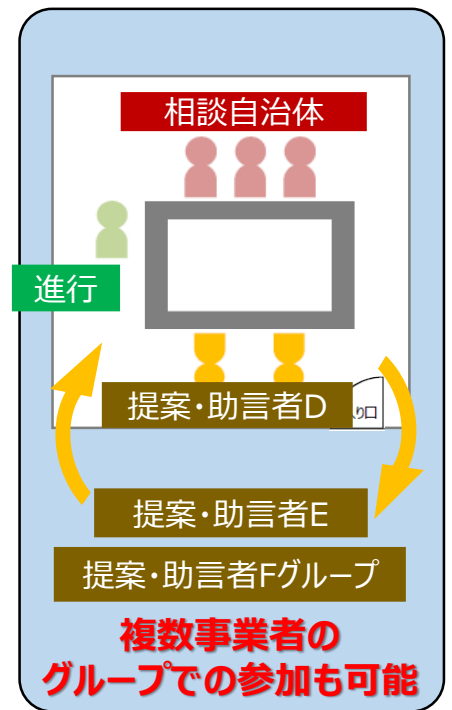 相談自治体
進行
提案・助言者D
り口
提案・助言者E
提案・助言者Fグループ
複数事業者の
グループでの参加も可能